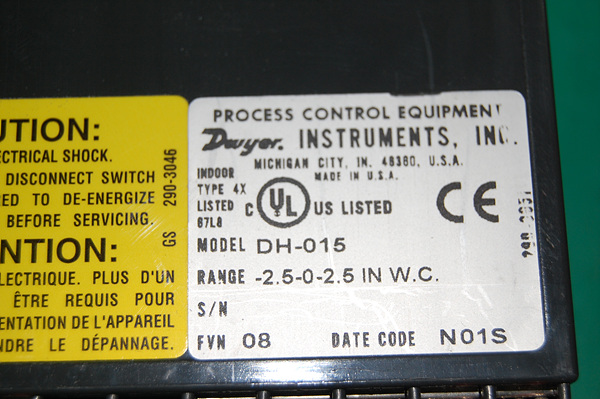 UTION:
ECTRICAL SHOCK.
DISCONNECT SWITCH
ED TO DE-ENERGIZE
BEFORE SERVICING.
GS 290-3046
NTION:
LECTRIQUE. PLUS D'UN
ÊTRE REQUIS POUR
ENTATION DE L'APPAREIL
NDRE LE DÉPANNAGE.
PROCESS CONTROL EQUIPMENT
Dwyer. INSTRUMENTS, INC.
MICHIGAN CITY, IN. 46360, U.S.A.
MADE IN U.S.A.
INDOOR
TYPE 4X
LISTED
67L8
C UL US LISTED
CE
MODEL DH-015
RANGE -2.5-0-2.5 IN W.C.
S/N
FVN 08 DATE CODE N01S